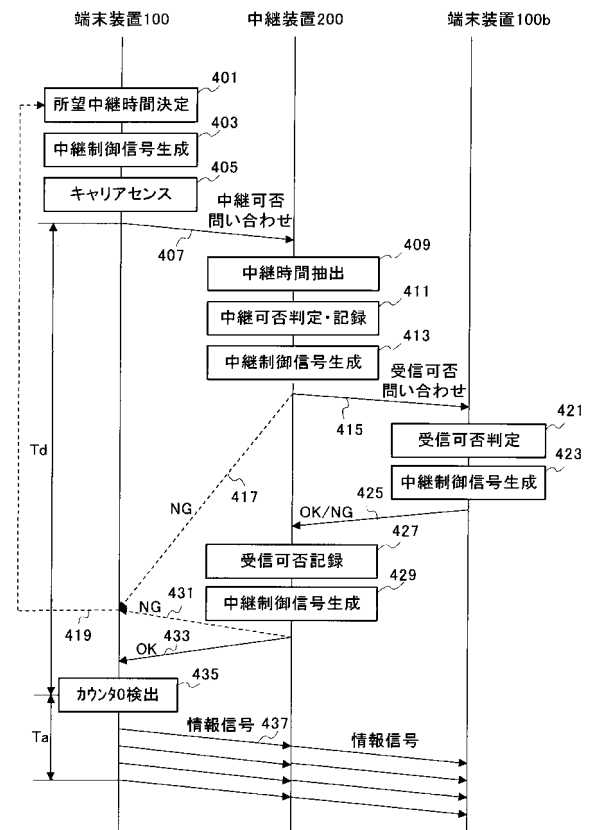 端末装置100
中継装置200
端末装置100b
401
所望中継時間決定
403
中継制御信号生成
405
キャリアセンス
中継可否
問い合わせ
407
409
中継時間抽出
411
中継可否判定・記録
413
中継制御信号生成
受信可否
問い合わせ
415
421
受信可否判定
423
中継制御信号生成
Td
NG
417
425
OK/NG
427
受信可否記録
429
中継制御信号生成
NG
431
419
OK
433
435
カウンタ0検出
Ta
情報信号
437
情報信号